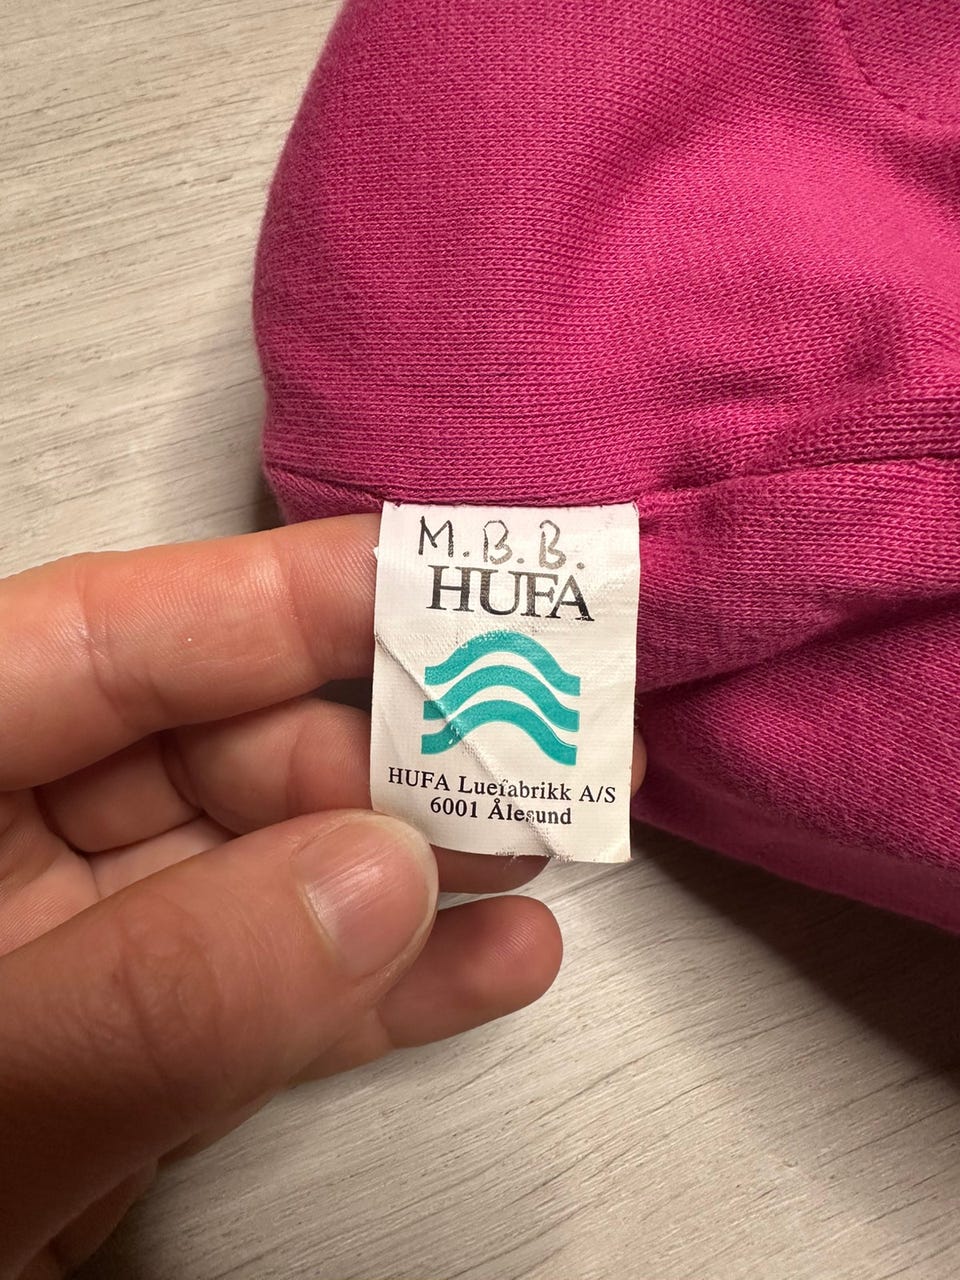 M.B.B.
HUFA
HUFA Luefabrikk A/S
6001 Ålesund